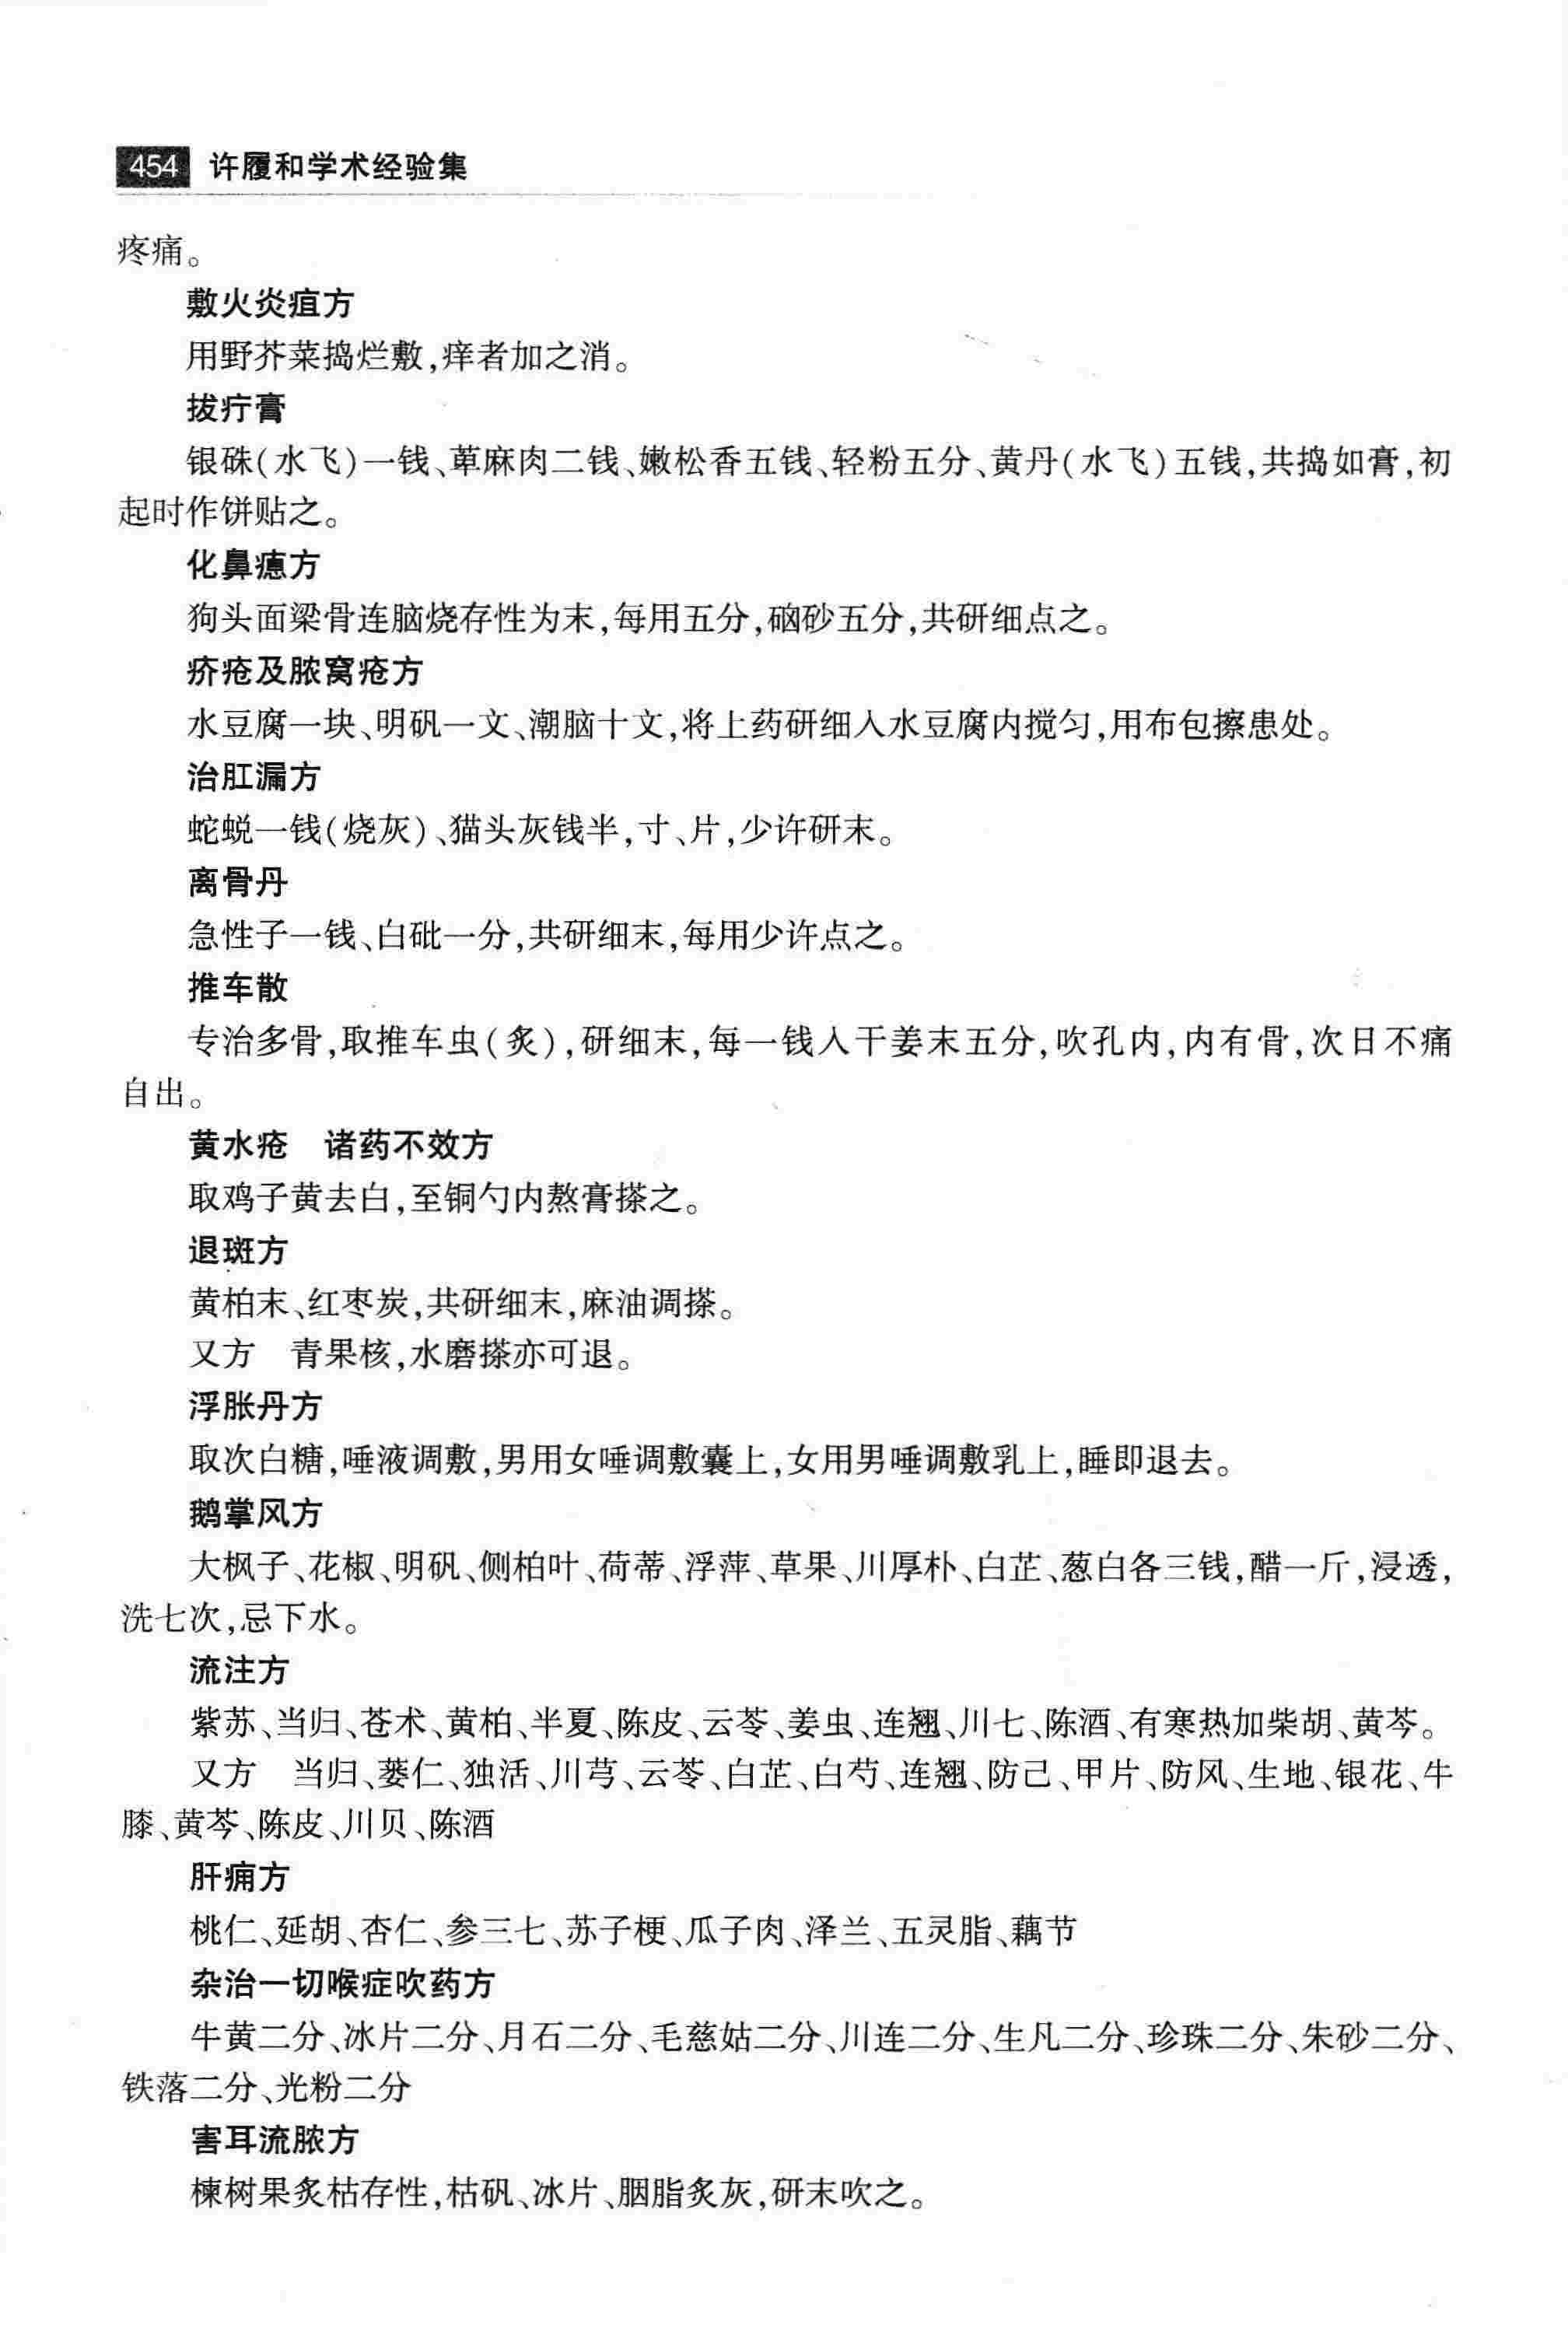 454 许履和学术经验集
疼痛。
敷火炎疽方
用野芥菜捣烂敷,痒者加之消。
拔疔膏
银硃(水飞)一钱、草麻肉二钱、嫩松香五钱、轻粉五分、黄丹(水飞)五钱,共捣如膏,初
起时作饼贴之。
化鼻瘜方
狗头面梁骨连脑烧存性为末,每用五分,硇砂五分,共研细点之。
疥疮及脓窝疮方
水豆腐一块、明矾一文、潮脑十文,将上药研细入水豆腐内搅匀,用布包擦患处。
治肛漏方
蛇蜕一钱(烧灰)、猫头灰钱半,寸、片,少许研末。
离骨丹
急性子一钱、白砒一分,共研细末,每用少许点之。
推车散
专治多骨,取推车虫(炙),研细末,每一钱入干姜末五分,吹孔内,内有骨,次日不痛
自出。
黄水疮　诸药不效方
取鸡子黄去白,至铜勺内熬膏搽之。
退斑方
黄柏末、红枣炭,共研细末,麻油调搽。
又方　青果核,水磨搽亦可退。
浮胀丹方
取次白糖,唾液调敷,男用女唾调敷囊上,女用男唾调敷乳上,睡即退去。
鹅掌风方
大枫子、花椒、明矾、侧柏叶、荷蒂、浮萍、草果、川厚朴、白芷、葱白各三钱,醋一斤,浸透,
洗七次,忌下水。
流注方
紫苏、当归、苍术、黄柏、半夏、陈皮、云苓、姜虫、连翘、川七、陈酒、有寒热加柴胡、黄芩。
又方　当归、蒌仁、独活、川芎、云苓、白芷、白芍、连翘、防己、甲片、防风、生地、银花、牛
膝、黄芩、陈皮、川贝、陈酒
肝痈方
桃仁、延胡、杏仁、参三七、苏子梗、瓜子肉、泽兰、五灵脂、藕节
杂治一切喉症吹药方
牛黄二分、冰片二分、月石二分、毛慈姑二分、川连二分、生凡二分、珍珠二分、朱砂二分、
铁落二分、光粉二分
害耳流脓方
楝树果炙枯存性,枯矾、冰片、胭脂炙灰,研末吹之。